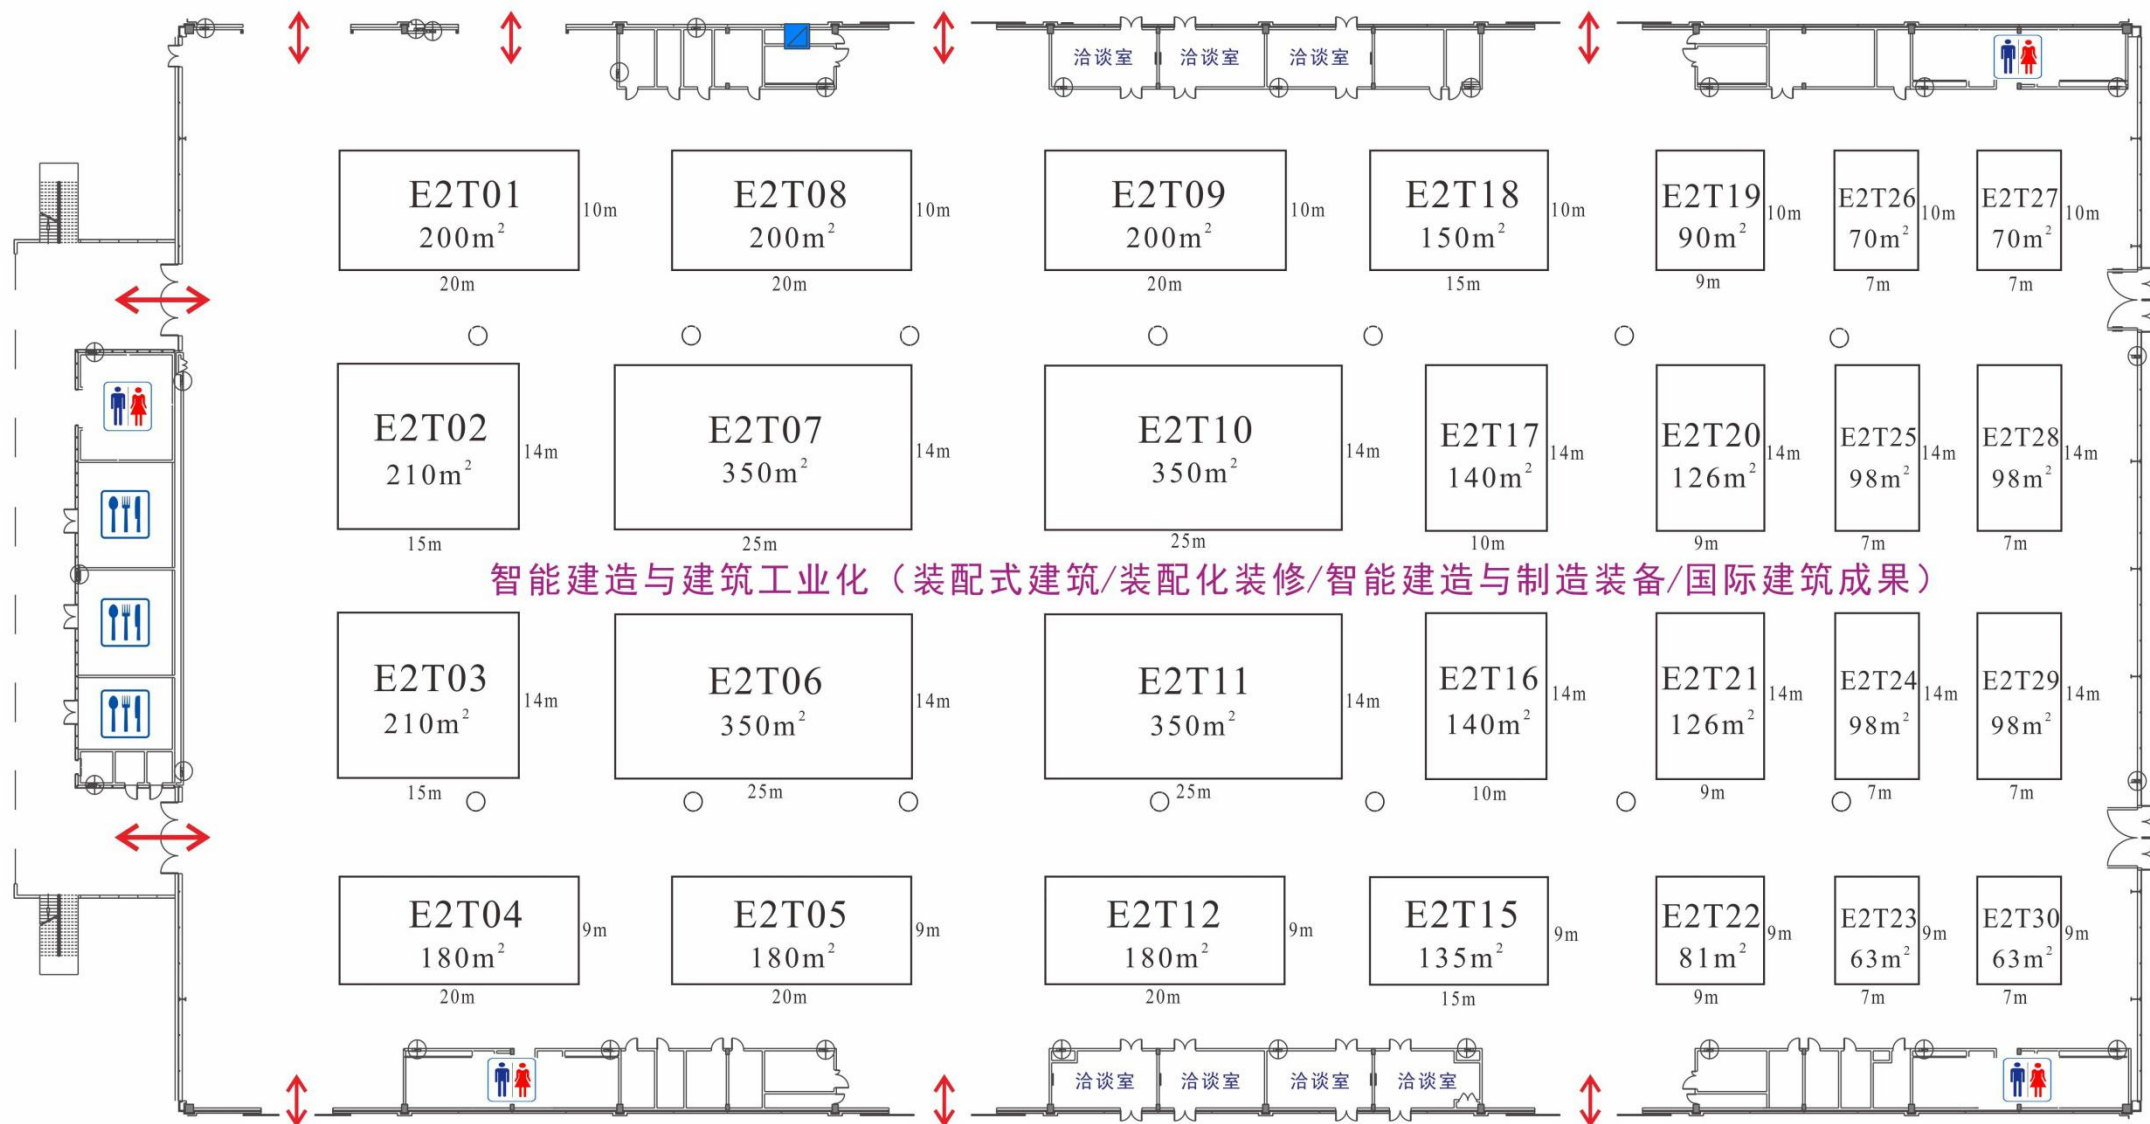 洽谈室 洽谈室 洽谈室
E2T01 E2T08 E2T09 E2T18 E2T19 E2T26 E2T27
200m² 10m 200m² 10m 200m² 10m 150m² 10m 90m² 10m 70m² 10m 70m² 10m
20m 20m 20m 15m 9m 7m 7m
E2T02 E2T07 E2T10 E2T17 E2T20 E2T25 E2T28
210m² 14m 350m² 14m 350m² 14m 140m² 14m 126m² 14m 98m² 14m 98m² 14m
15m 25m 25m 10m 9m 7m 7m
智能建造与建筑工业化（装配式建筑/装配化装修/智能建造与制造装备/国际建筑成果）
E2T03 E2T06 E2T11 E2T16 E2T21 E2T24 E2T29
210m² 14m 350m² 14m 350m² 14m 140m² 14m 126m² 14m 98m² 14m 98m² 14m
15m 25m 25m 10m 9m 7m 7m
E2T04 E2T05 E2T12 E2T15 E2T22 E2T23 E2T30
180m² 9m 180m² 9m 180m² 9m 135m² 9m 81m² 9m 63m² 9m 63m² 9m
20m 20m 20m 15m 9m 7m 7m
洽谈室 洽谈室 洽谈室 洽谈室